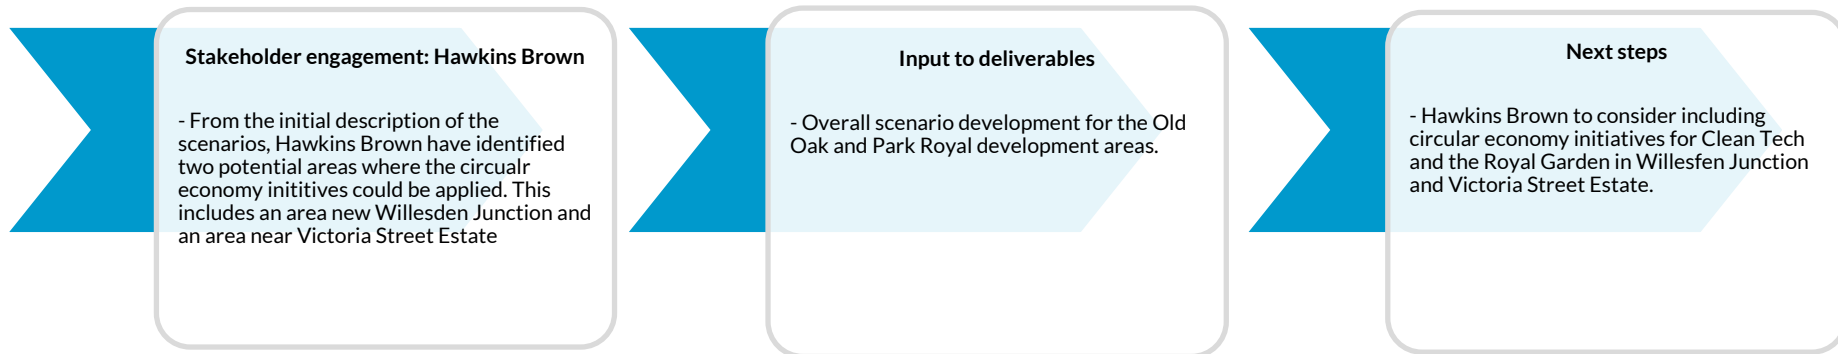 Stakeholder engagement: Hawkins Brown
- From the initial description of the
scenarios, Hawkins Brown have identified
two potential areas where the circualr
economy inititives could be applied. This
includes an area new Willesden Junction and
an area near Victoria Street Estate
Input to deliverables
- Overall scenario development for the Old
Oak and Park Royal development areas.
Next steps
- Hawkins Brown to consider including
circular economy initiatives for Clean Tech
and the Royal Garden in Willesfen Junction
and Victoria Street Estate.